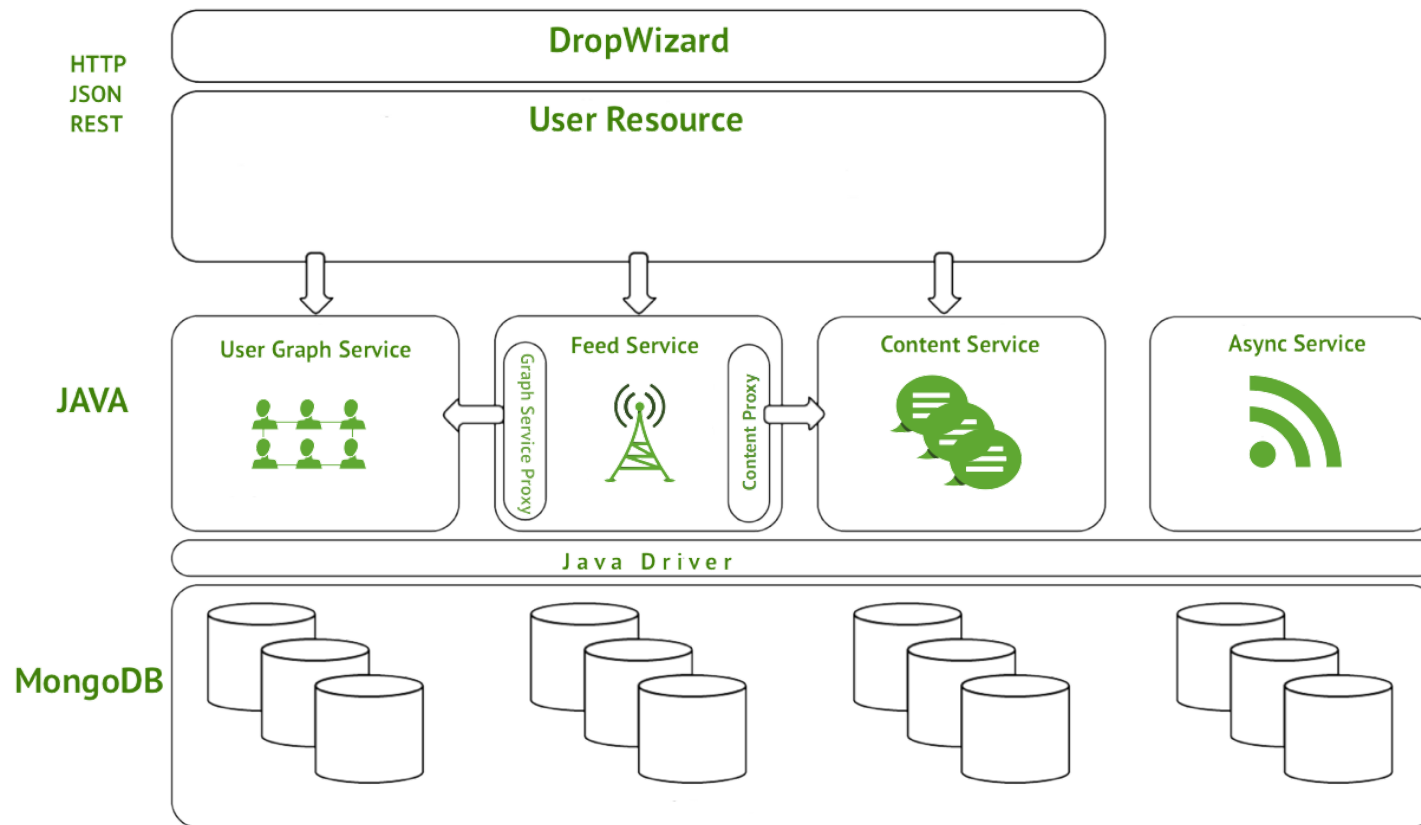 DropWizard
HTTP
JSON
REST
User Resource
JAVA
User Graph Service
Graph Service Proxy
Feed Service
Content Proxy
Content Service
Async Service
Java Driver
MongoDB